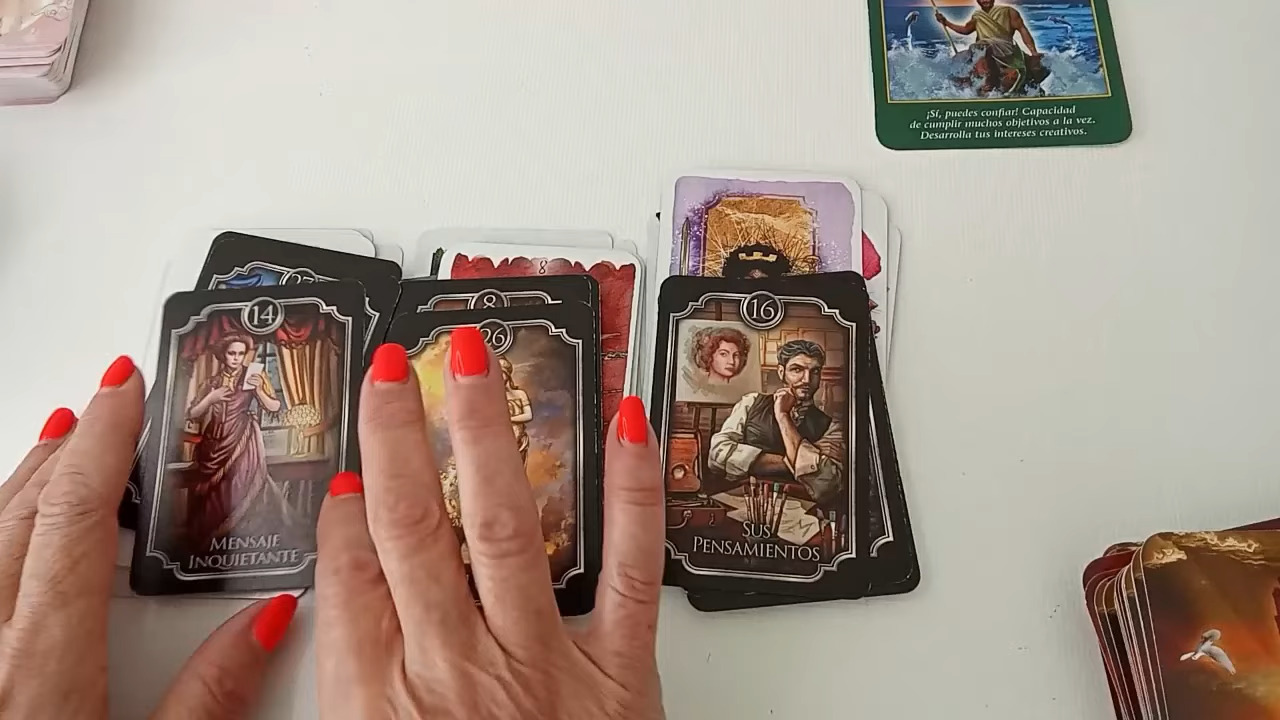 ¡Sí, puedes confiar! Capacidad
de cumplir muchos objetivos a la vez.
Desarrolla tus intereses creativos.
8
14
8
26
16
MENSAJE
INQUIETANTE
SUS
PENSAMIENTOS